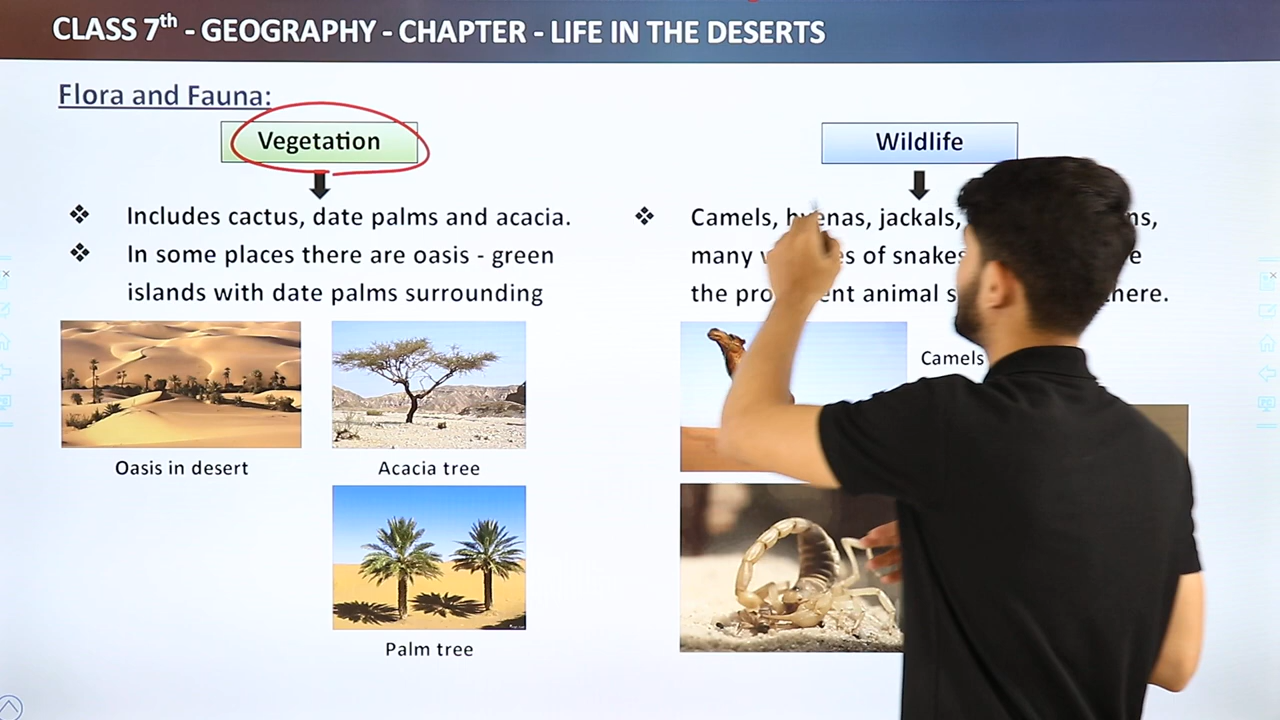 CLASS 7th - GEOGRAPHY - CHAPTER - LIFE IN THE DESERTS
Flora and Fauna:
Vegetation
❖ Includes cactus, date palms and acacia.
❖ In some places there are oasis - green
islands with date palms surrounding
Oasis in desert
Acacia tree
Palm tree
Wildlife
❖ Camels, hyenas, jackals,
many of snakes
the animal here.
Camels